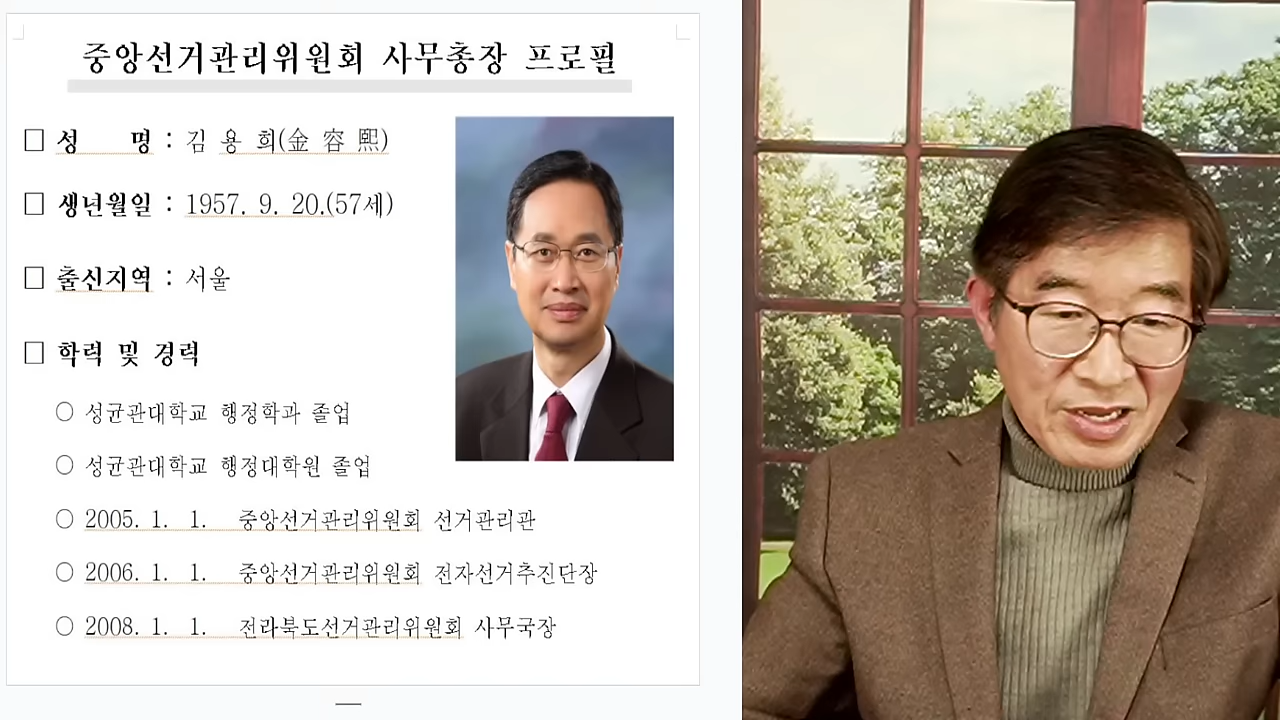 중앙선거관리위원회 사무총장 프로필
□ 성 명 : 김 용 희(金 容 熙)
□ 생년월일 : 1957. 9. 20.(57세)
□ 출신지역 : 서울
□ 학력 및 경력
○ 성균관대학교 행정학과 졸업
○ 성균관대학교 행정대학원 졸업
○ 2005. 1. 1. 중앙선거관리위원회 선거관리관
○ 2006. 1. 1. 중앙선거관리위원회 전자선거추진단장
○ 2008. 1. 1. 전라북도선거관리위원회 사무국장